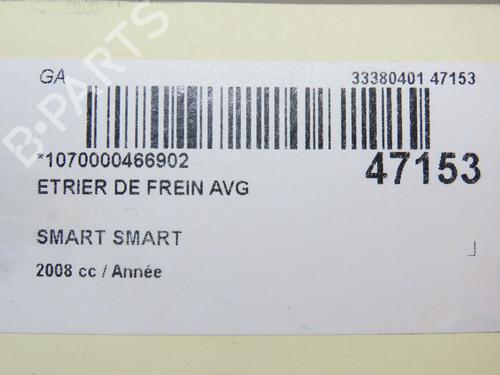 GA 33380401 47153
*1070000466902
47153
ETRIER DE FREIN AVG
SMART SMART
2008 cc / Année
B-PARTS